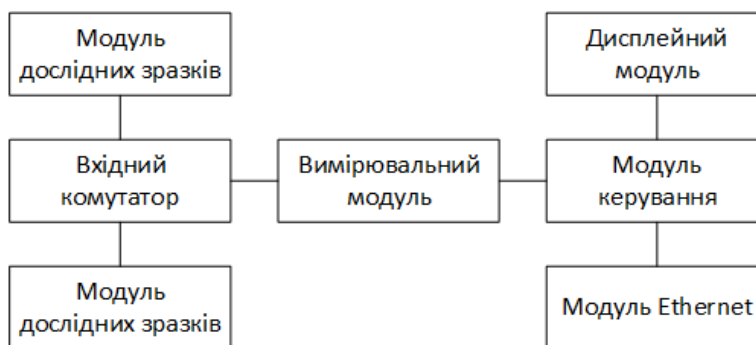 Модуль
дослідних зразків
Дисплейний
модуль
Вхідний
комутатор
Вимірювальний
модуль
Модуль
керування
Модуль
дослідних зразків
Модуль Ethernet